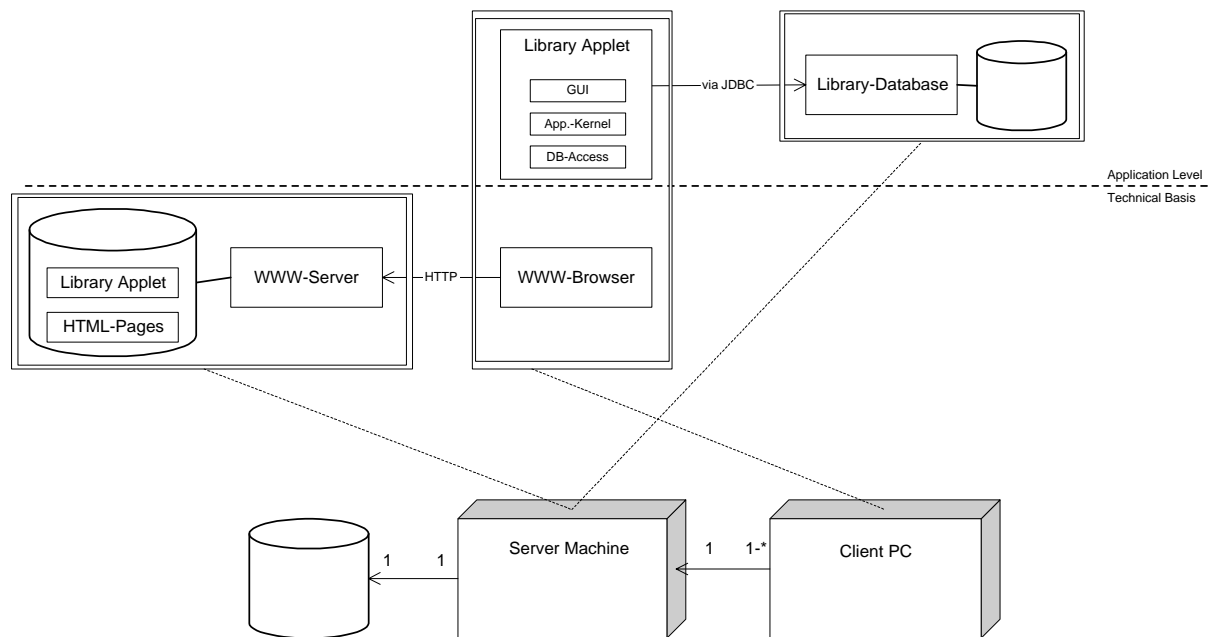 Library Applet
GUI
App.-Kernel
DB-Access
via JDBC
Library-Database
Application Level
Technical Basis
Library Applet
HTML-Pages
WWW-Server
HTTP
WWW-Browser
Server Machine
Client PC
1
1
1
1-*